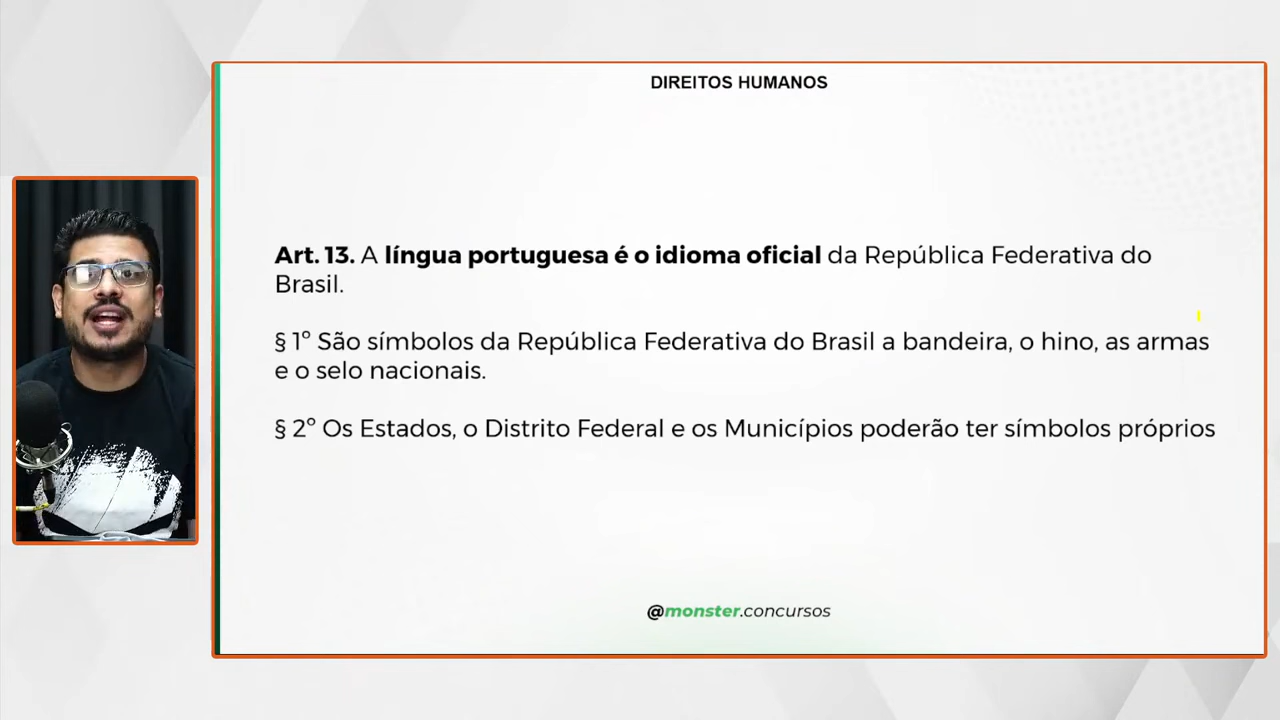 DIREITOS HUMANOS
Art. 13. A língua portuguesa é o idioma oficial da República Federativa do
Brasil.
§ 1º São símbolos da República Federativa do Brasil a bandeira, o hino, as armas
e o selo nacionais.
§ 2º Os Estados, o Distrito Federal e os Municípios poderão ter símbolos próprios
@monster.concursos